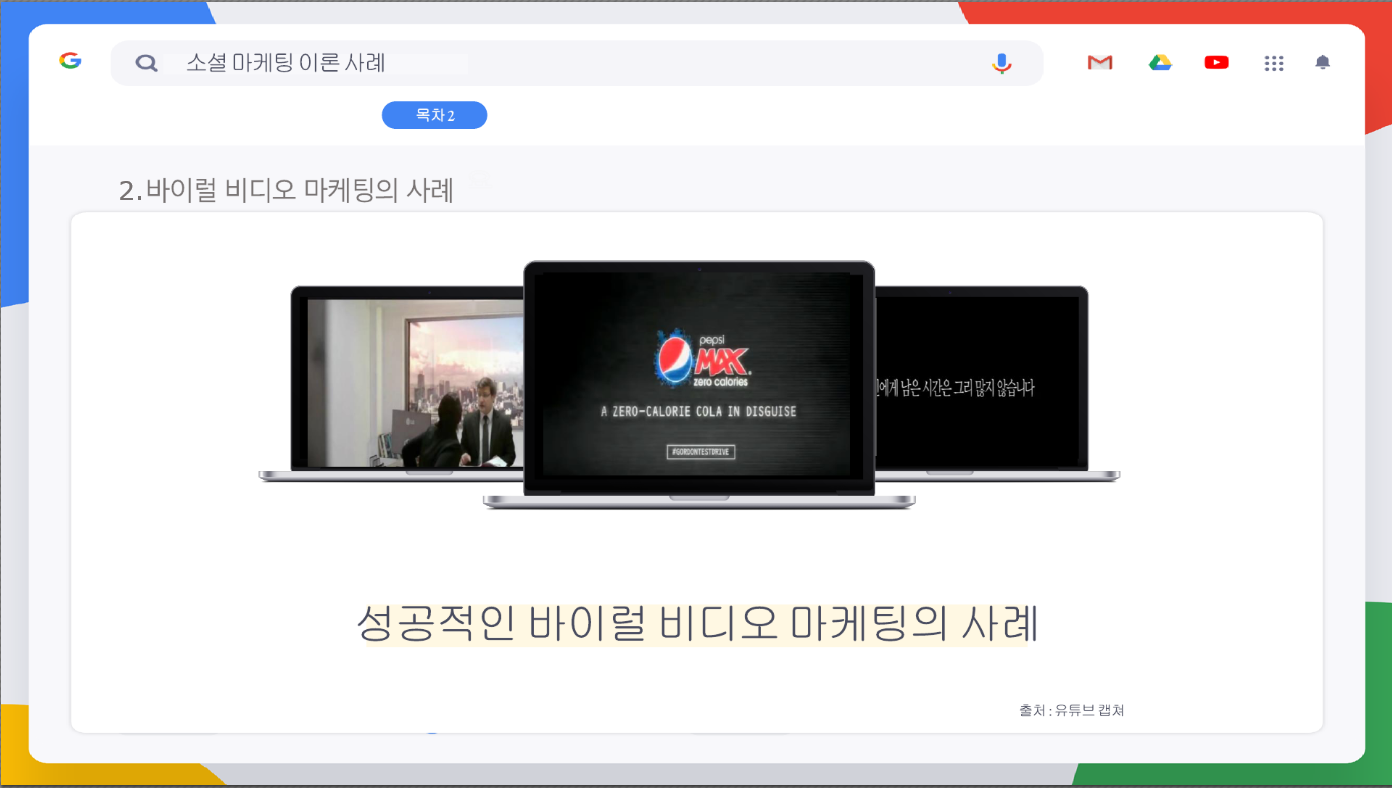 소셜 마케팅 이론 사례
목차 2
2. 바이럴 비디오 마케팅의 사례
pepsi
MAX
zero calories
A ZERO-CALORIE COLA IN DISGUISE
#GORDONTESTDRIVE
에게 남은 시간은 그리 많지 않습니다
성공적인 바이럴 비디오 마케팅의 사례
출처 : 유튜브 캡쳐